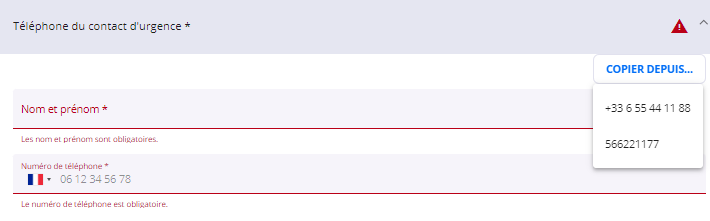 Téléphone du contact d'urgence *
COPIER DEPUIS...
+33 6 55 44 11 88
566221177
Nom et prénom *
Les nom et prénom sont obligatoires.
Numéro de téléphone *
06 12 34 56 78
Le numéro de téléphone est obligatoire.